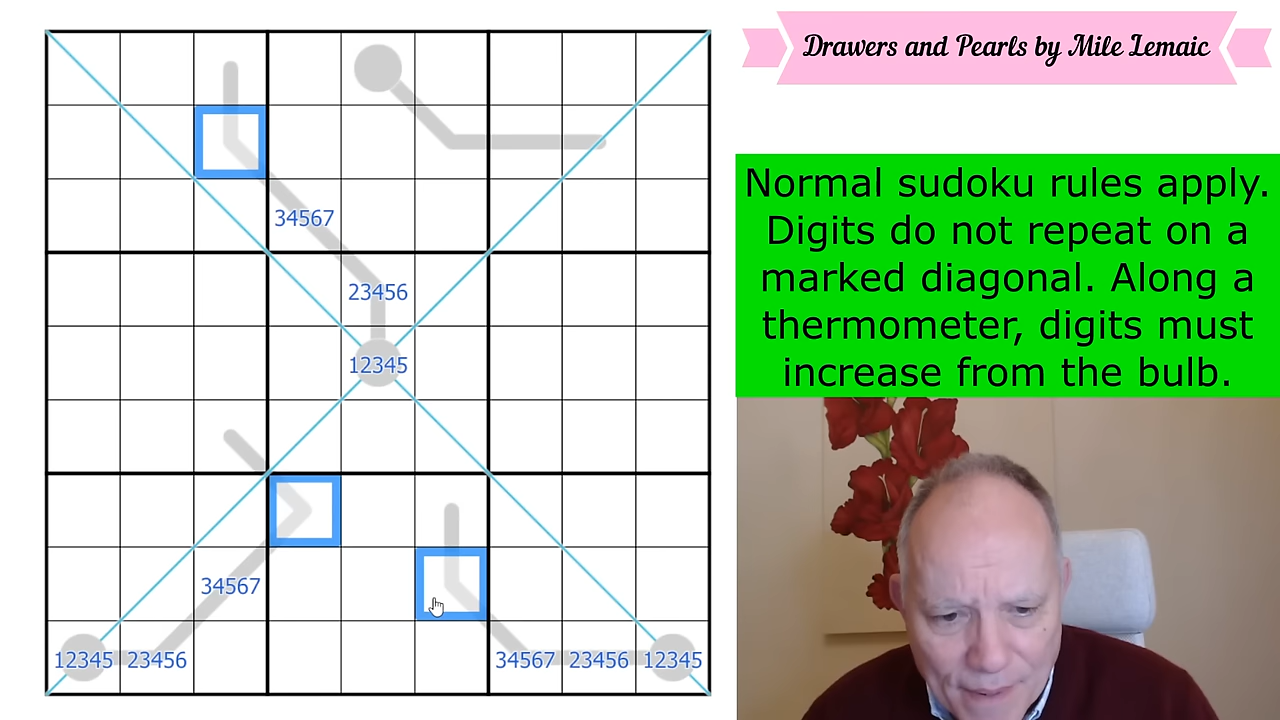 Drawers and Pearls by Mile Lemaic
Normal sudoku rules apply.
Digits do not repeat on a
marked diagonal. Along a
thermometer, digits must
increase from the bulb.
34567
23456
12345
34567
12345 23456 34567 23456 12345